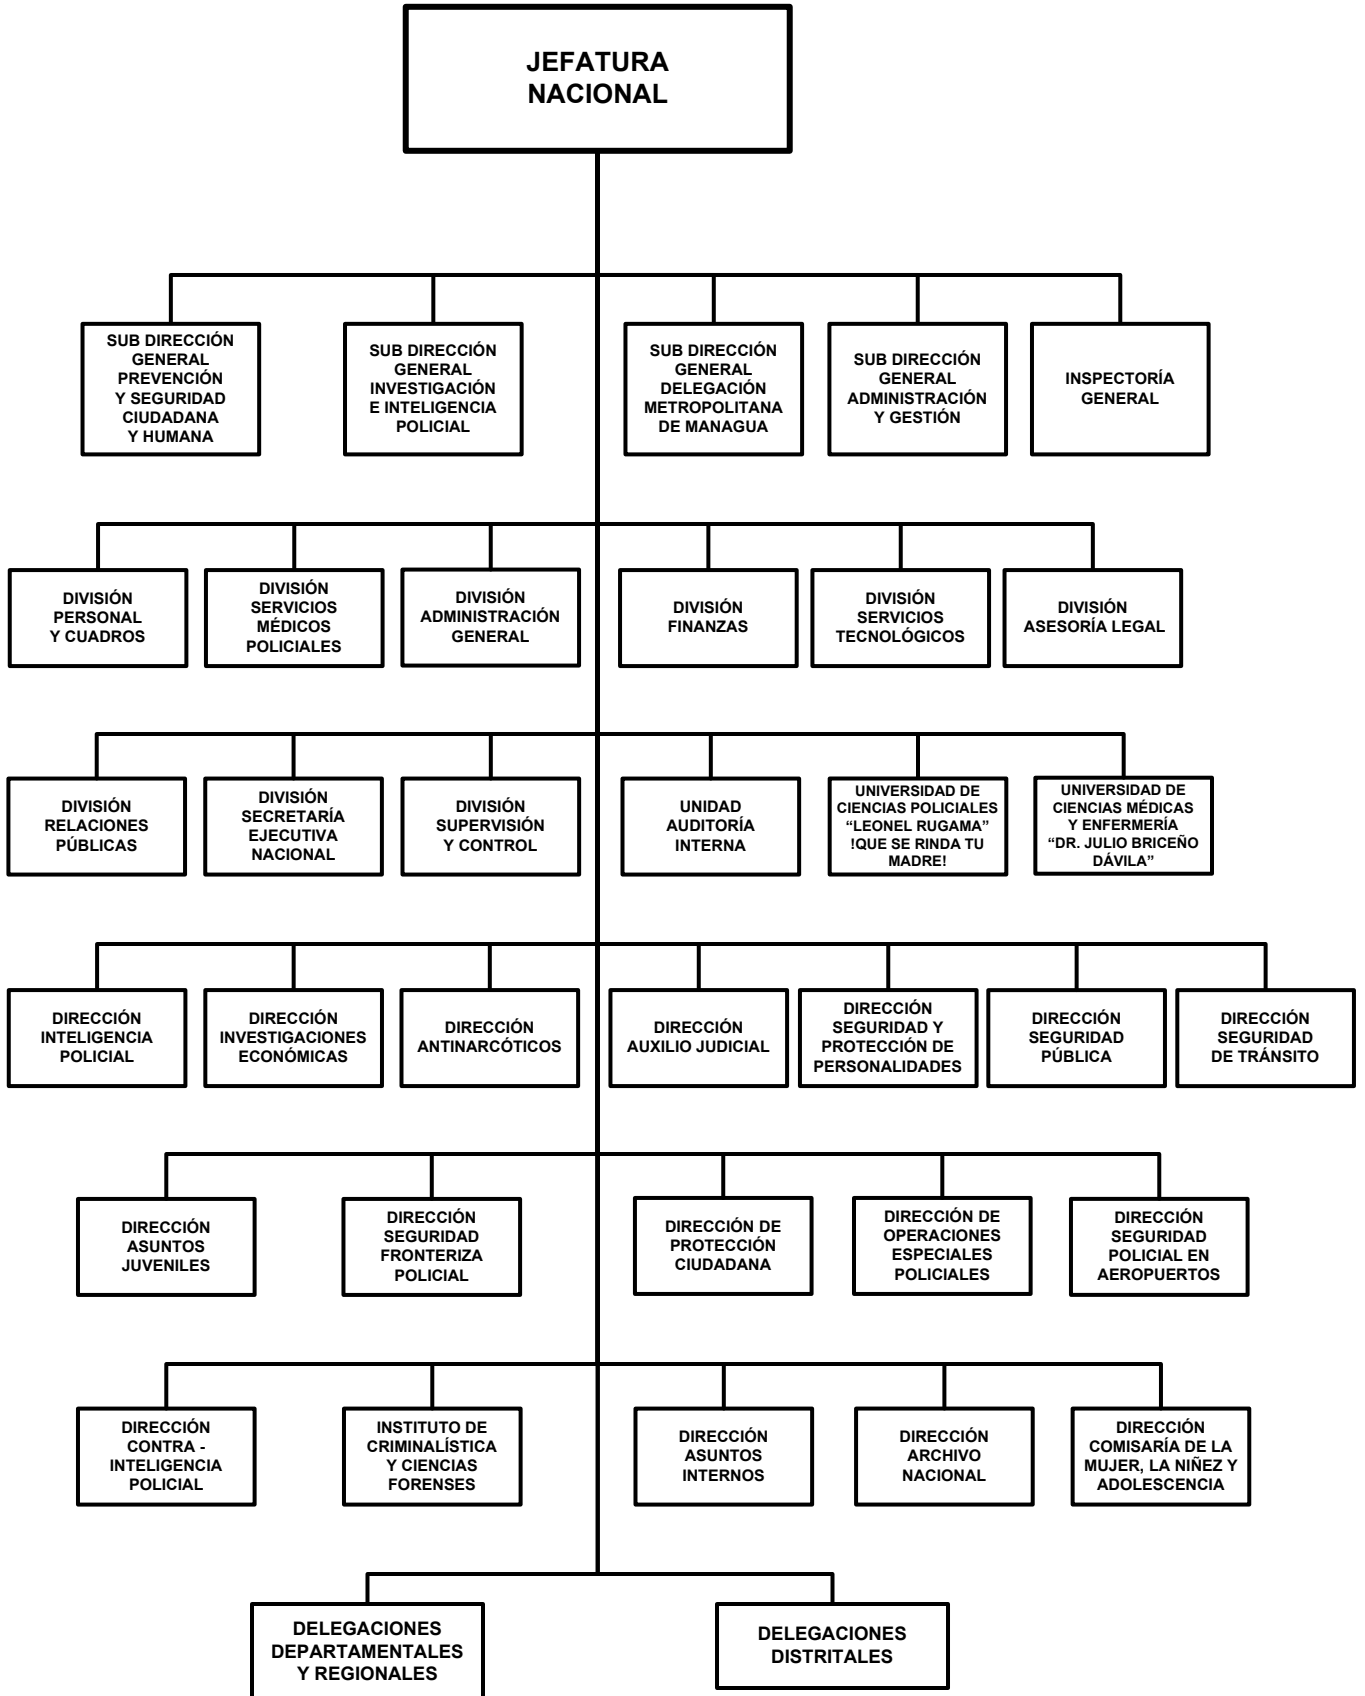 JEFATURA
NACIONAL
SUB DIRECCIÓN
GENERAL
PREVENCIÓN
Y SEGURIDAD
CIUDADANA
Y HUMANA
SUB DIRECCIÓN
GENERAL
INVESTIGACIÓN
E INTELIGENCIA
POLICIAL
SUB DIRECCIÓN
GENERAL
DELEGACIÓN
METROPOLITANA
DE MANAGUA
SUB DIRECCIÓN
GENERAL
ADMINISTRACIÓN
Y GESTIÓN
INSPECTORÍA
GENERAL
DIVISIÓN
PERSONAL
Y CUADROS
DIVISIÓN
SERVICIOS
MÉDICOS
POLICIALES
DIVISIÓN
ADMINISTRACIÓN
GENERAL
DIVISIÓN
FINANZAS
DIVISIÓN
SERVICIOS
TECNOLÓGICOS
DIVISIÓN
ASESORÍA LEGAL
DIVISIÓN
RELACIONES
PÚBLICAS
DIVISIÓN
SECRETARÍA
EJECUTIVA
NACIONAL
DIVISIÓN
SUPERVISIÓN
Y CONTROL
UNIDAD
AUDITORÍA
INTERNA
UNIVERSIDAD DE
CIENCIAS POLICIALES
“LEONEL RUGAMA”
!QUE SE RINDA TU
MADRE!
UNIVERSIDAD DE
CIENCIAS MÉDICAS
Y ENFERMERÍA
“DR. JULIO BRICEÑO
DÁVILA”
DIRECCIÓN
INTELIGENCIA
POLICIAL
DIRECCIÓN
INVESTIGACIONES
ECONÓMICAS
DIRECCIÓN
ANTINARCÓTICOS
DIRECCIÓN
AUXILIO JUDICIAL
DIRECCIÓN
SEGURIDAD Y
PROTECCIÓN DE
PERSONALIDADES
DIRECCIÓN
SEGURIDAD
PÚBLICA
DIRECCIÓN
SEGURIDAD
DE TRÁNSITO
DIRECCIÓN
ASUNTOS
JUVENILES
DIRECCIÓN
SEGURIDAD
FRONTERIZA
POLICIAL
DIRECCIÓN DE
PROTECCIÓN
CIUDADANA
DIRECCIÓN DE
OPERACIONES
ESPECIALES
POLICIALES
DIRECCIÓN
SEGURIDAD
POLICIAL EN
AEROPUERTOS
DIRECCIÓN
CONTRA -
INTELIGENCIA
POLICIAL
INSTITUTO DE
CRIMINALÍSTICA
Y CIENCIAS
FORENSES
DIRECCIÓN
ASUNTOS
INTERNOS
DIRECCIÓN
ARCHIVO
NACIONAL
DIRECCIÓN
COMISARÍA DE LA
MUJER, LA NIÑEZ Y
ADOLESCENCIA
DELEGACIONES
DEPARTAMENTALES
Y REGIONALES
DELEGACIONES
DISTRITALES